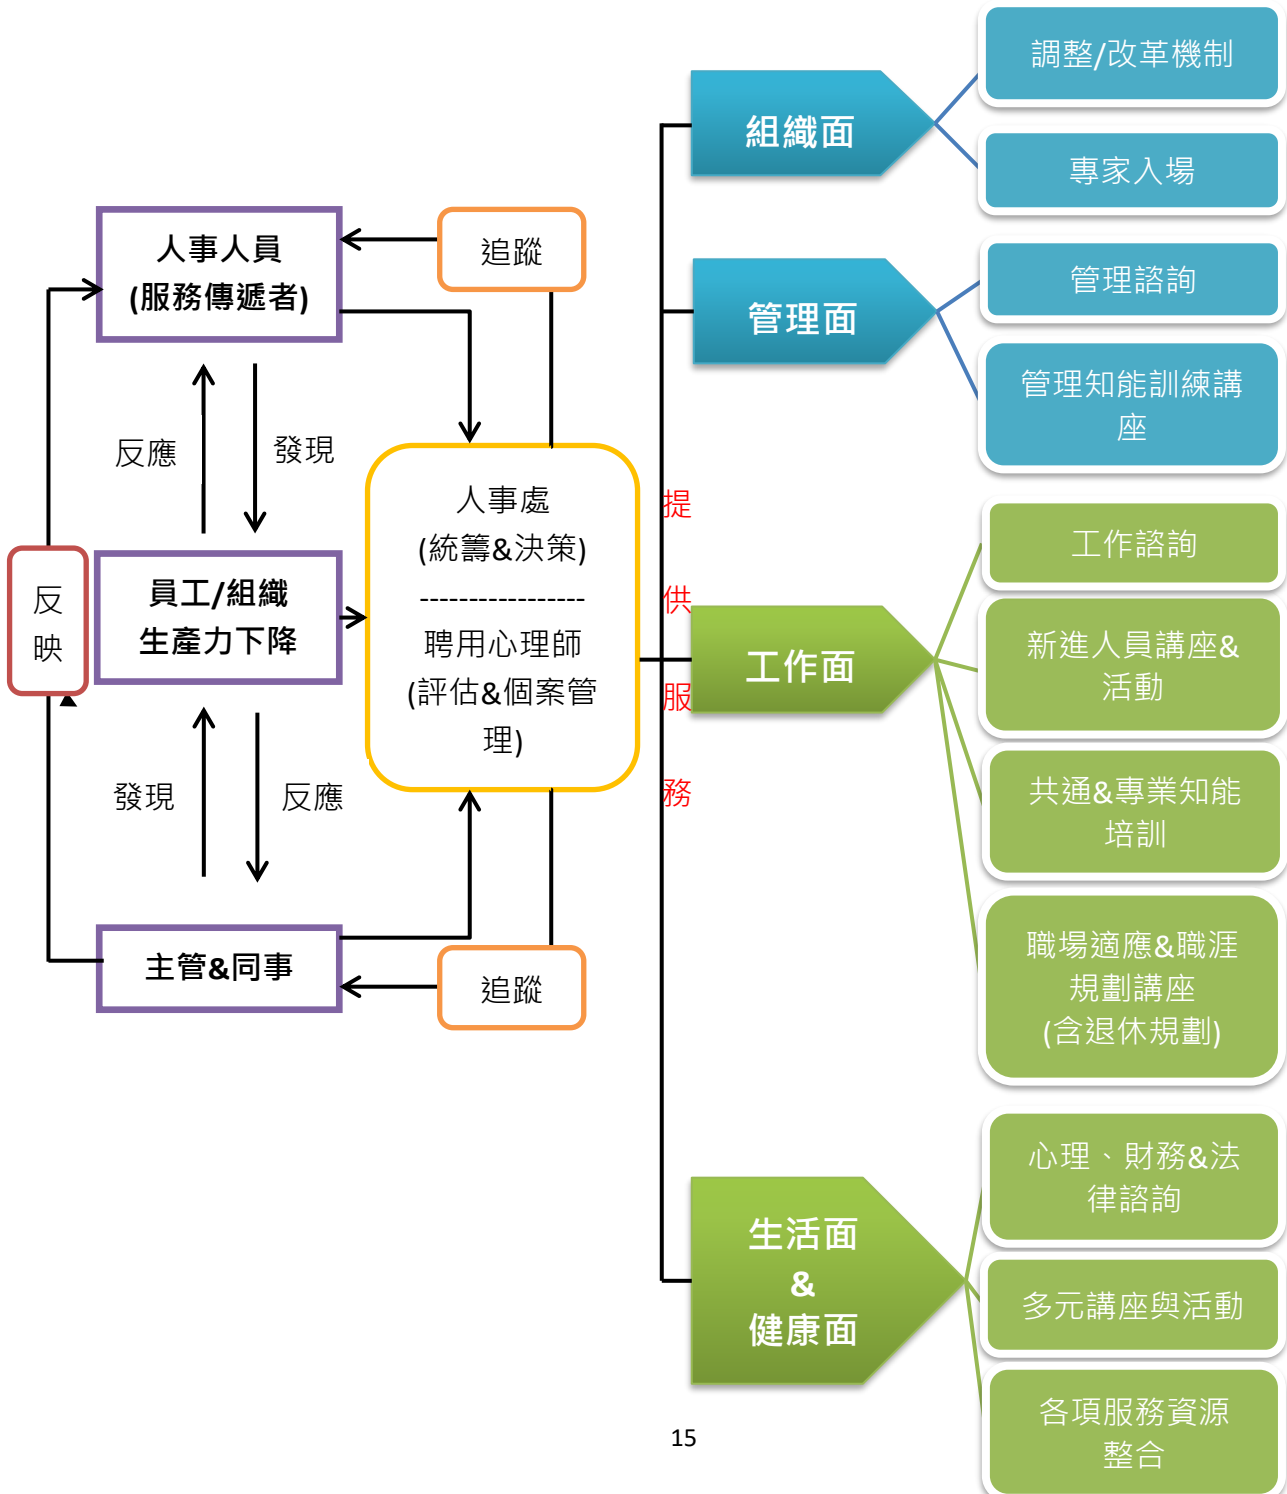 人事人員
(服務傳遞者)
追蹤
反應
發現
反
映
員工/組織
生產力下降
人事處
(統籌&決策)
-----------------
聘用心理師
(評估&個案管
理)
發現
反應
主管&同事
追蹤
提
供
服
務
組織面
調整/改革機制
專家入場
管理面
管理諮詢
管理知能訓練講
座
工作面
工作諮詢
新進人員講座&
活動
共通&專業知能
培訓
職場適應&職涯
規劃講座
(含退休規劃)
生活面
&
健康面
心理、財務&法
律諮詢
多元講座與活動
各項服務資源
整合
15